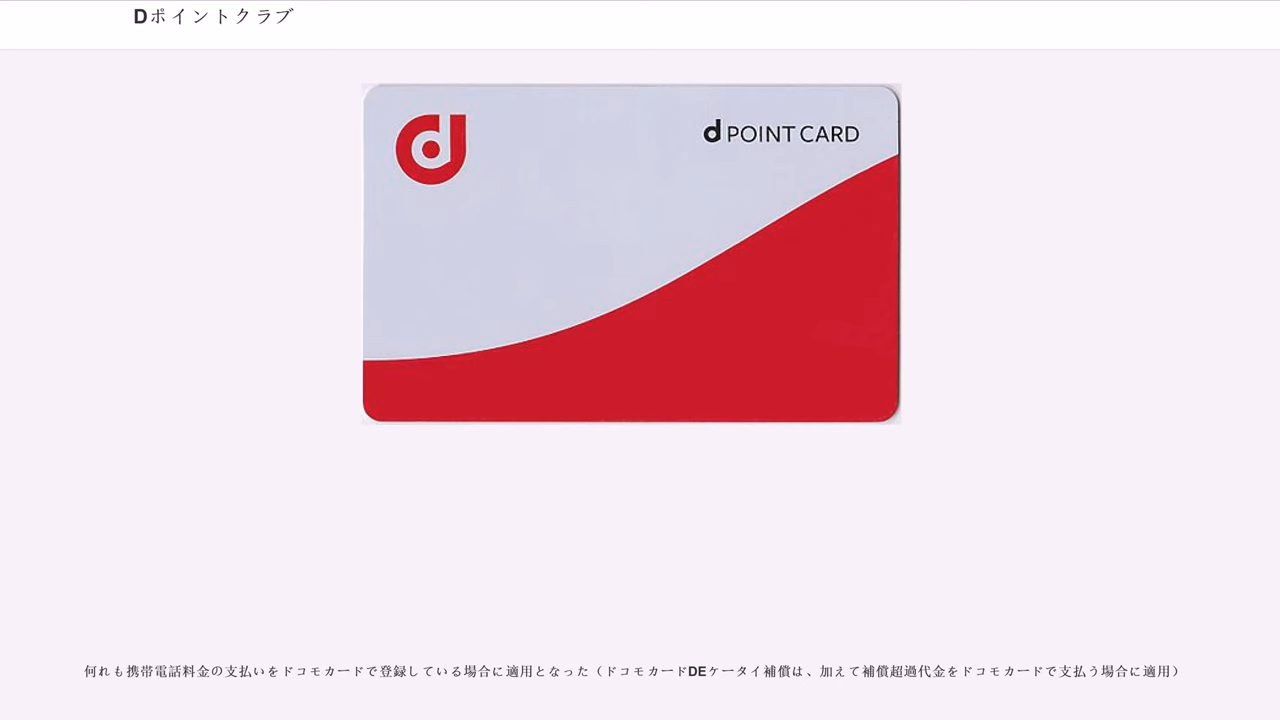 Dポイントクラブ
d POINT CARD
何れも携帯電話料金の支払いをドコモカードで登録している場合に適用となった（ドコモカードDEケータイ補償は、加えて補償超過代金をドコモカードで支払う場合に適用）